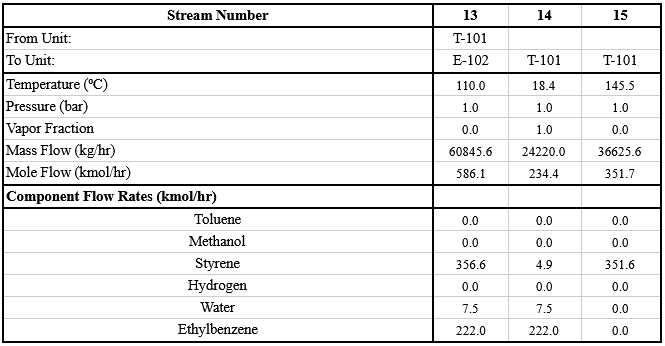 Stream Number 13 14 15
From Unit: T-101
To Unit: E-102 T-101 T-101
Temperature (ºC) 110.0 18.4 145.5
Pressure (bar) 1.0 1.0 1.0
Vapor Fraction 0.0 1.0 0.0
Mass Flow (kg/hr) 60845.6 24220.0 36625.6
Mole Flow (kmol/hr) 586.1 234.4 351.7
Component Flow Rates (kmol/hr)
Toluene 0.0 0.0 0.0
Methanol 0.0 0.0 0.0
Styrene 356.6 4.9 351.6
Hydrogen 0.0 0.0 0.0
Water 7.5 7.5 0.0
Ethylbenzene 222.0 222.0 0.0